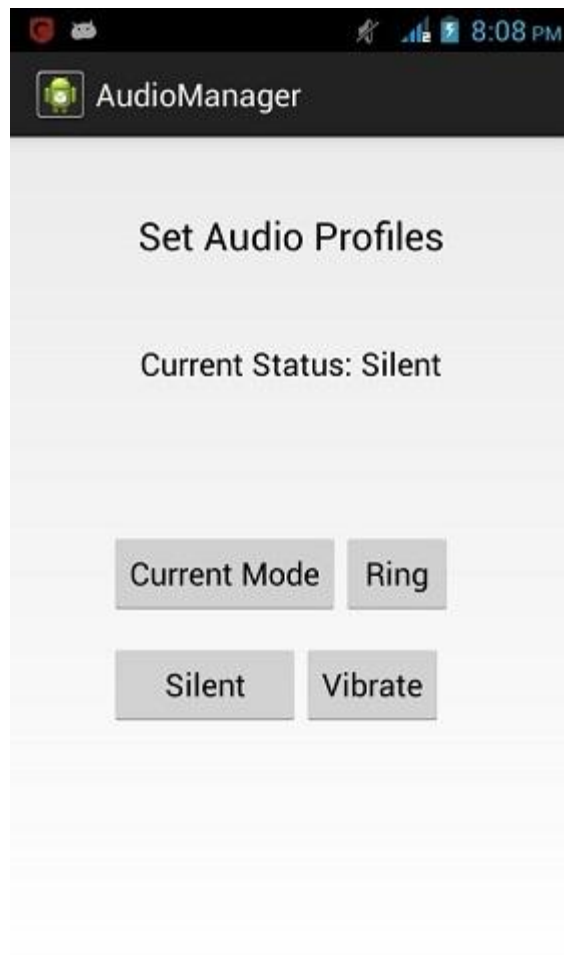 8:08 PM
AudioManager
Set Audio Profiles
Current Status: Silent
Current Mode Ring
Silent Vibrate